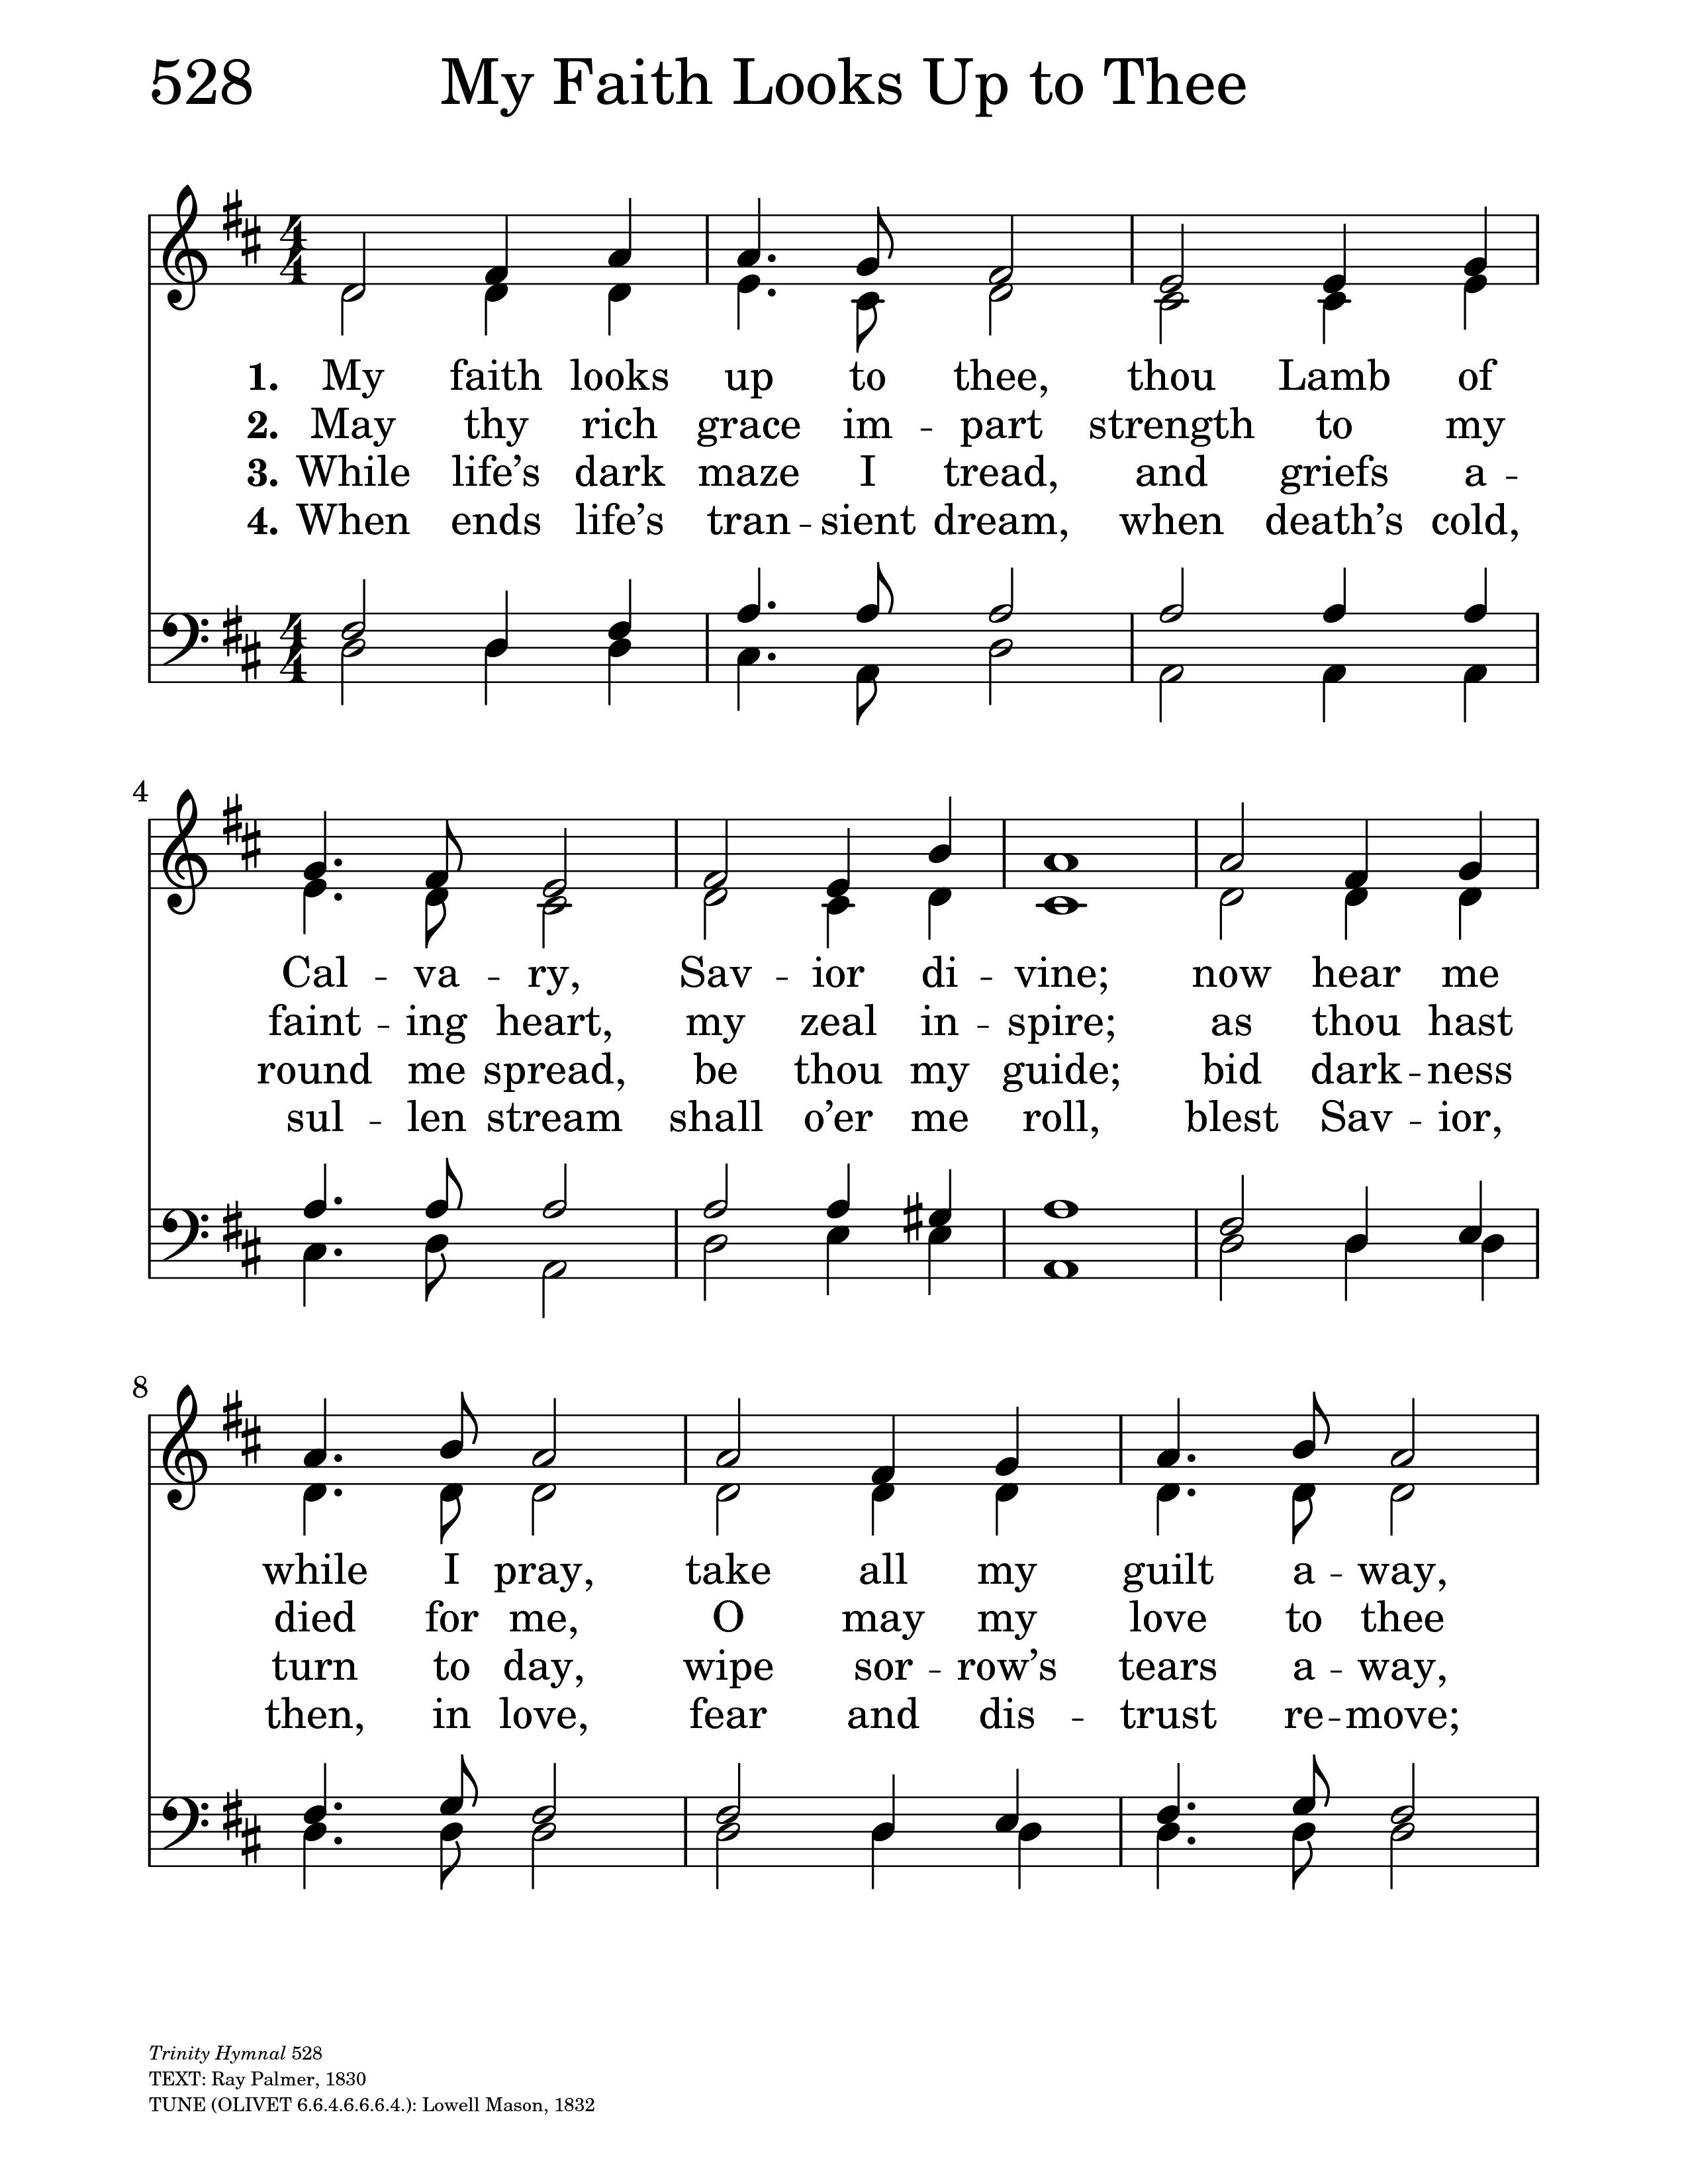 528 My Faith Looks Up to Thee
4
4
1. My faith looks up to thee, thou Lamb of
2. May thy rich grace im - part strength to my
3. While life’s dark maze I tread, and griefs a -
4. When ends life’s tran - sient dream, when death’s cold,
4
4
4
Cal - va - ry, Sav - ior di - vine; now hear me
faint - ing heart, my zeal in - spire; as thou hast
round me spread, be thou my guide; bid dark - ness
sul - len stream shall o’er me roll, blest Sav - ior,
8
while I pray, take all my guilt a - way,
died for me, O may my love to thee
turn to day, wipe sor - row’s tears a - way,
then, in love, fear and dis - trust re - move;
Trinity Hymnal 528
TEXT: Ray Palmer, 1830
TUNE (OLIVET 6.6.4.6.6.6.4.): Lowell Mason, 1832